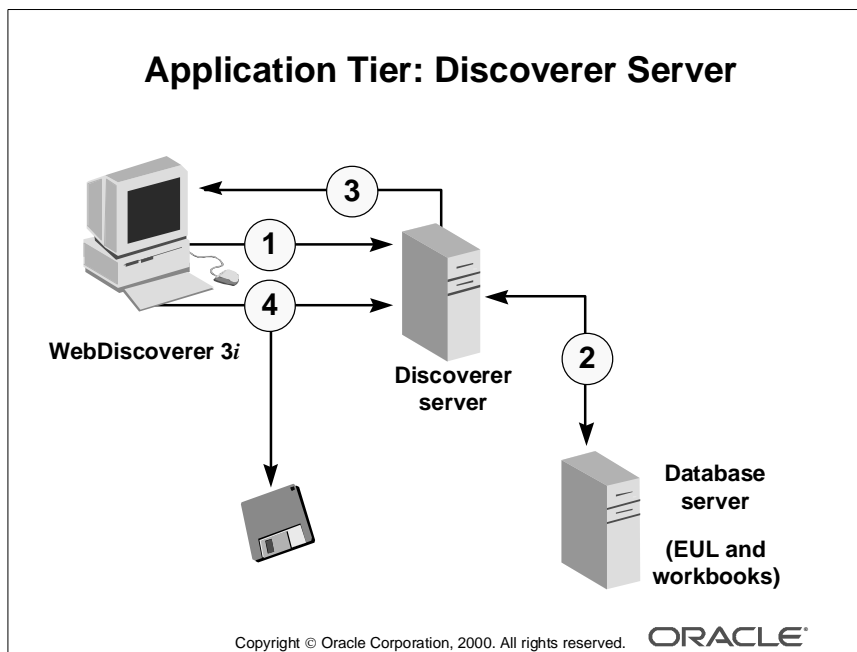 Application Tier: Discoverer Server
3
1
4
WebDiscoverer 3i
Discoverer
server
2
Database
server
(EUL and
workbooks)
Copyright © Oracle Corporation, 2000. All rights reserved.
ORACLE®